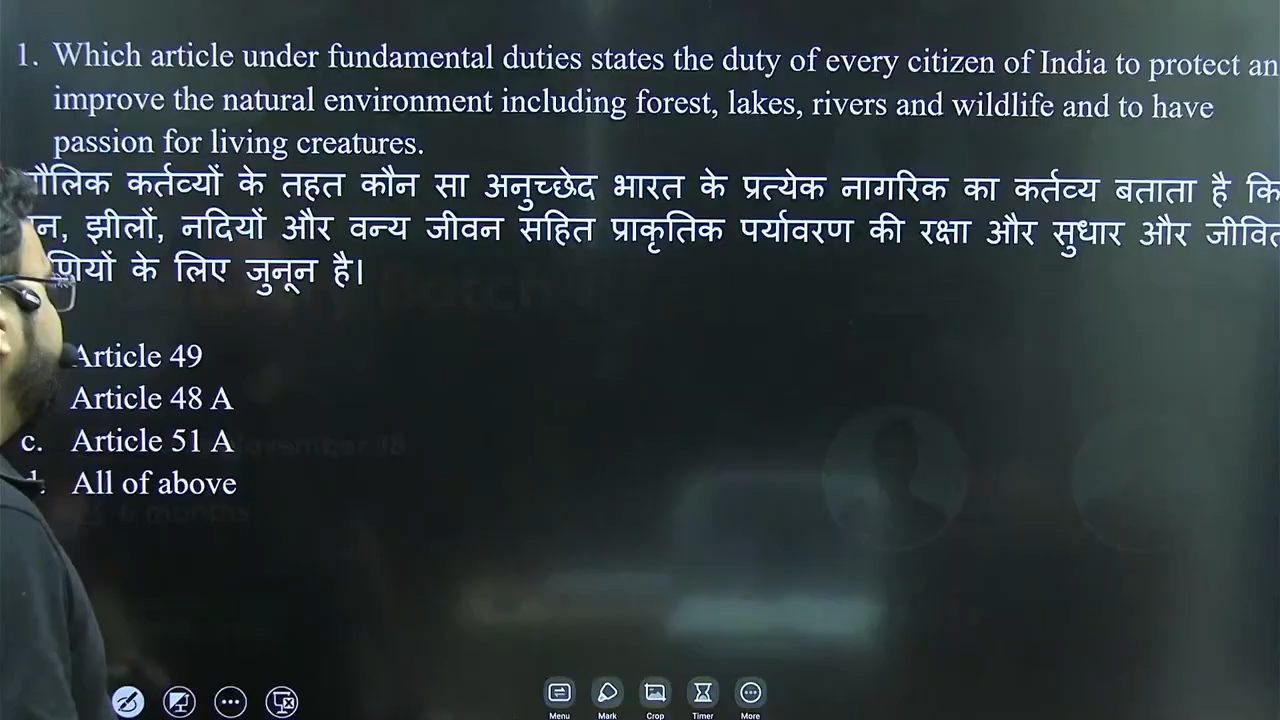 1. Which article under fundamental duties states the duty of every citizen of India to protect an
improve the natural environment including forest, lakes, rivers and wildlife and to have
passion for living creatures.
कर्तव्यों के तहत कौन सा अनुच्छेद भारत के प्रत्येक नागरिक का कर्तव्य बताता है कि
झीलों, नदियों और वन्य जीवन सहित प्राकृतिक पर्यावरण की रक्षा और सुधार और
के लिए जुनून है।
Article 49
Article 48 A
c. Article 51 A
All of above
6 months
Menu Mark Crop Timer More